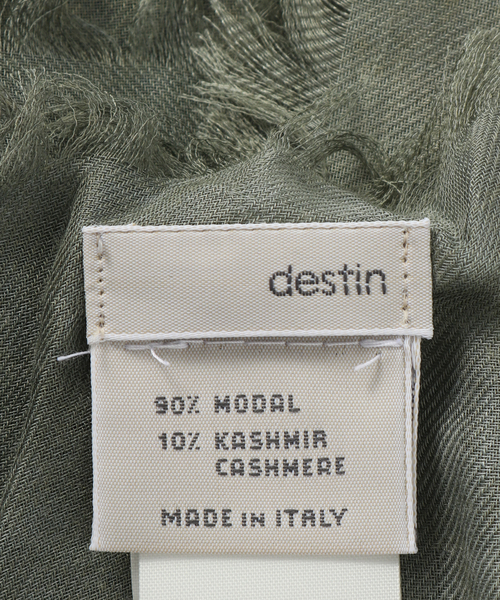 destin
90% MODAL
10% KASHMIR
CASHMERE
MADE IN ITALY